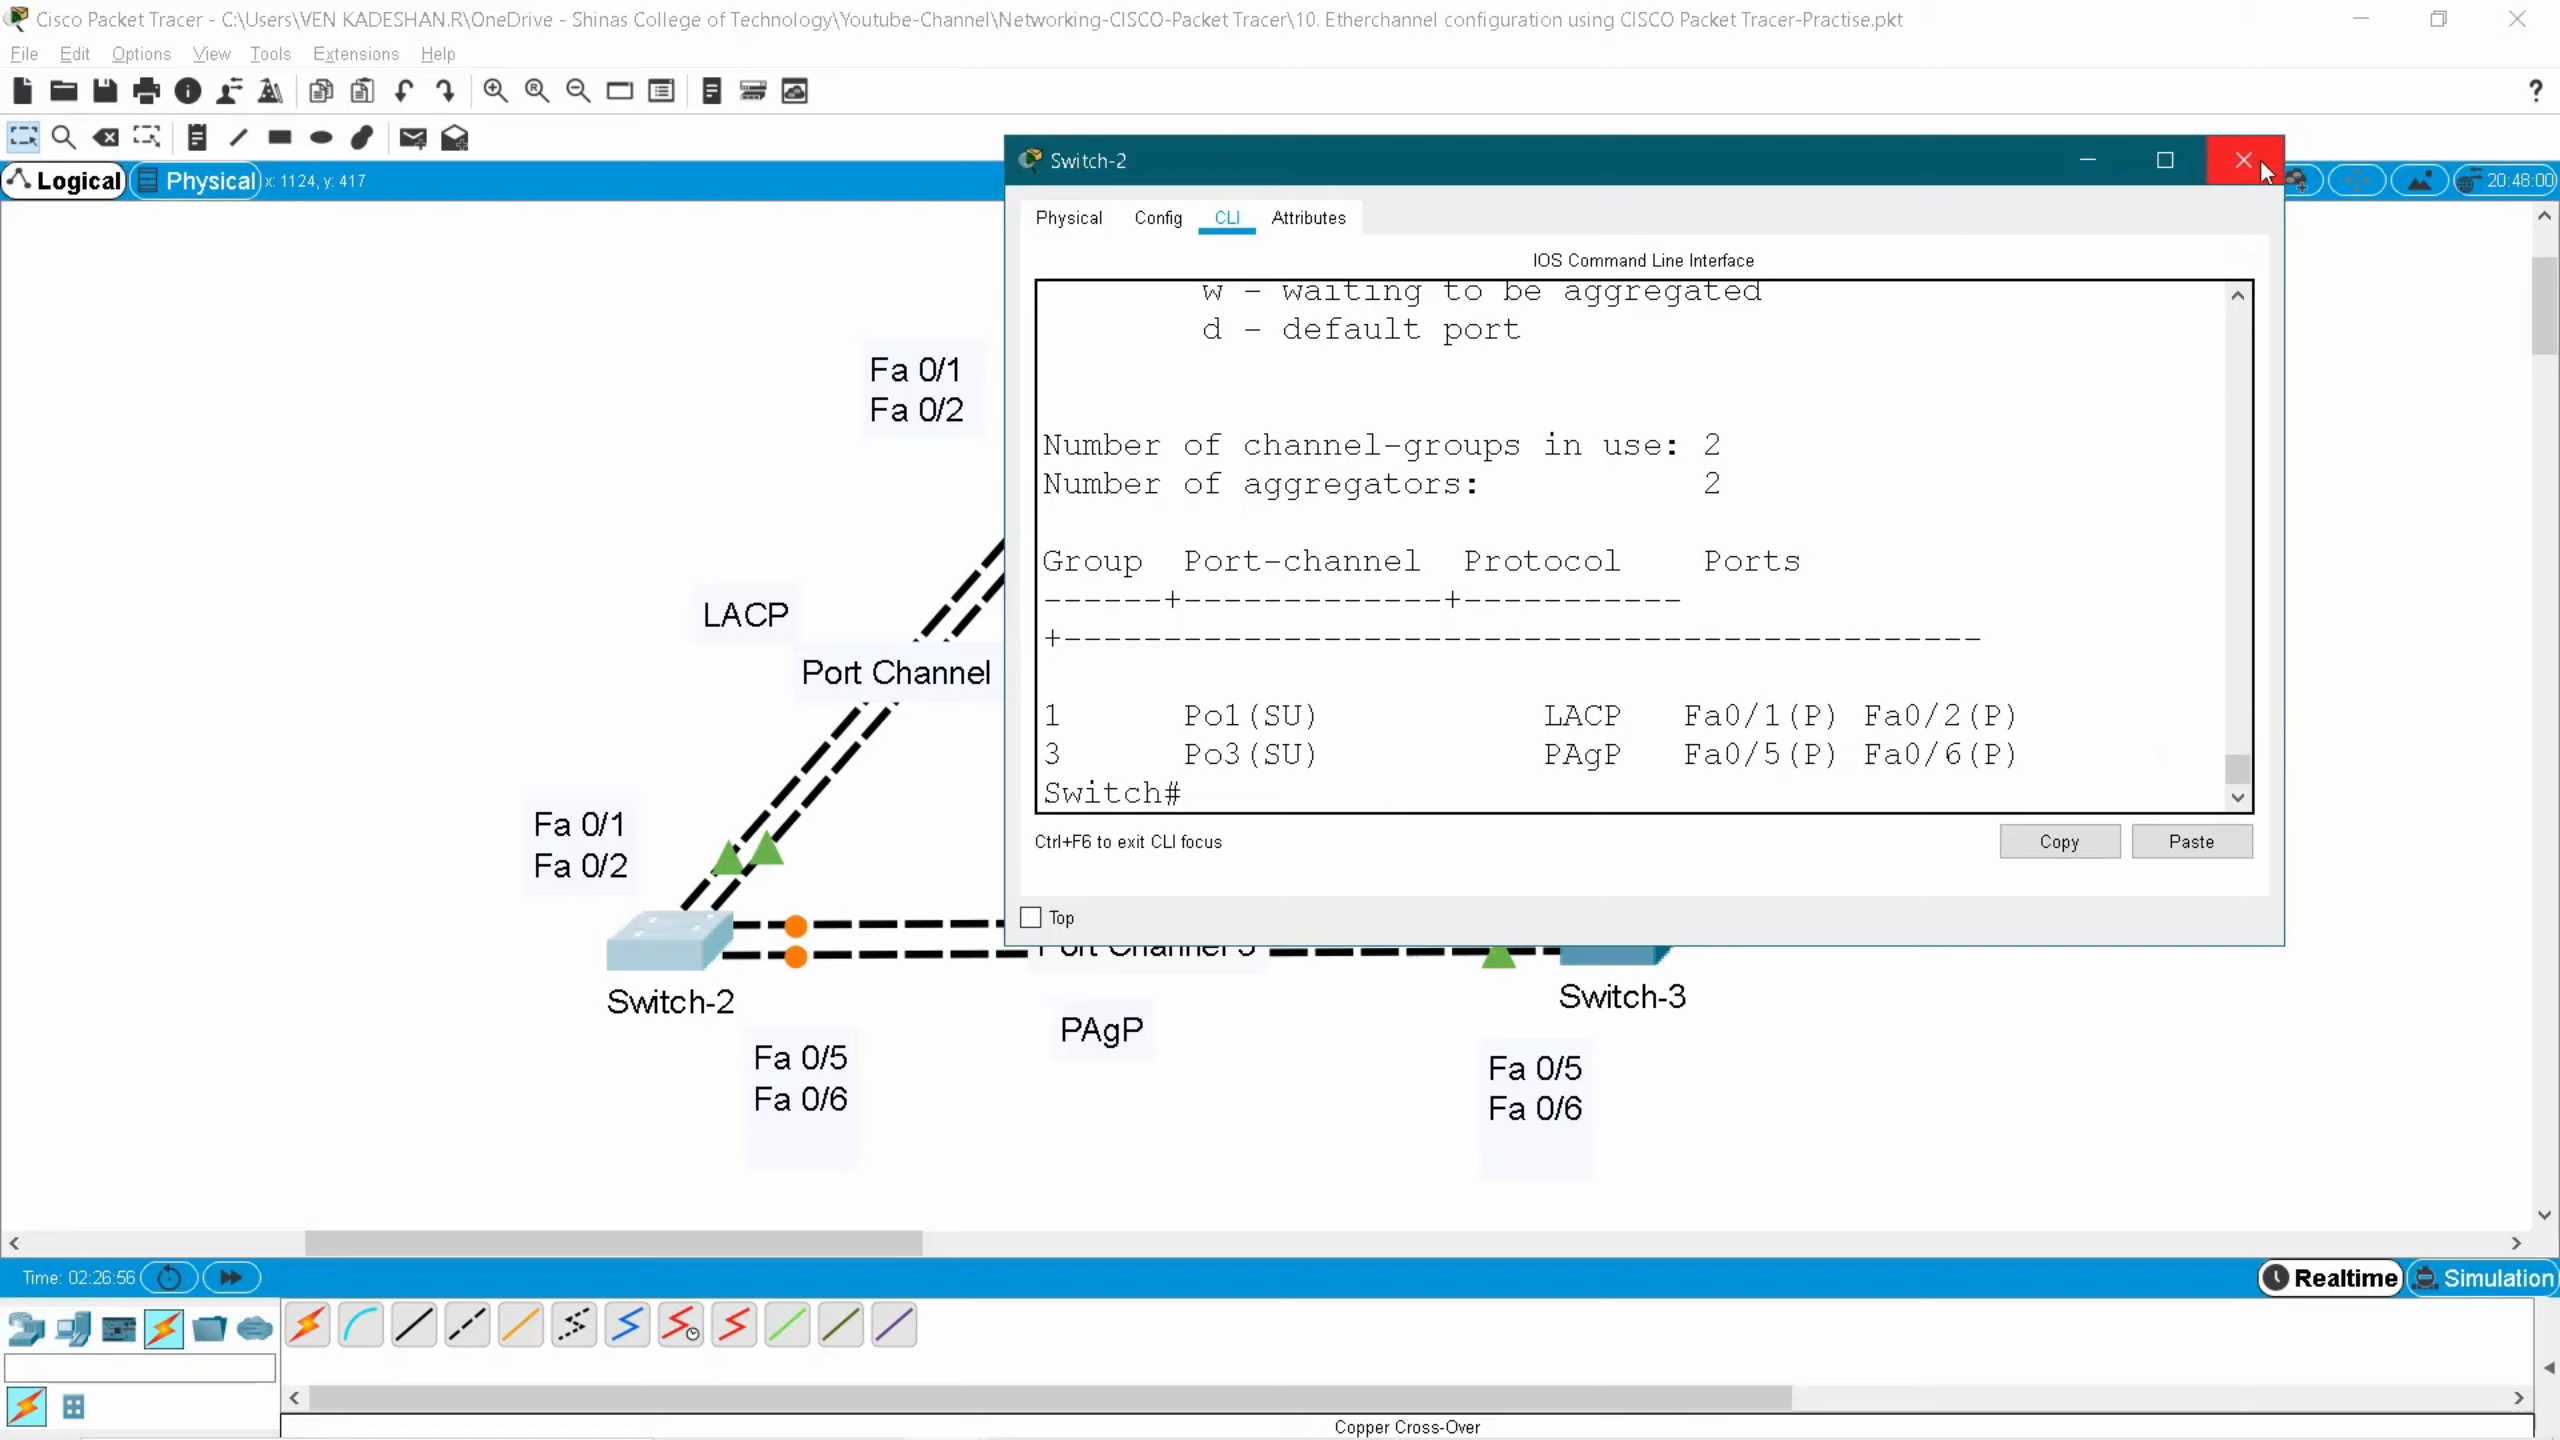 Cisco Packet Tracer - C:\Users\VEN KADESHAN.R\OneDrive - Shinas College of Technology\Youtube-Channel\Networking-CISCO-Packet Tracer\10. Etherchannel configuration using CISCO Packet Tracer-Practise.pkt
File Edit Options View Tools Extensions Help
?
Logical Physical x: 1124, y: 417
20:48:00
Switch-2
Physical Config CLI Attributes
IOS Command Line Interface
w - waiting to be aggregated
d - default port
Number of channel-groups in use: 2
Number of aggregators: 2
Group Port-channel Protocol Ports
------+-------------+-----------
+----------------------------------------------
1 Po1(SU) LACP Fa0/1(P) Fa0/2(P)
3 Po3(SU) PAgP Fa0/5(P) Fa0/6(P)
Switch#
Ctrl+F6 to exit CLI focus
Copy Paste
Top
Fa 0/1
Fa 0/2
LACP
Port Channel
Fa 0/1
Fa 0/2
Port Channel 3
Switch-2
Switch-3
PAgP
Fa 0/5
Fa 0/6
Fa 0/5
Fa 0/6
Time: 02:26:56
Realtime Simulation
Copper Cross-Over